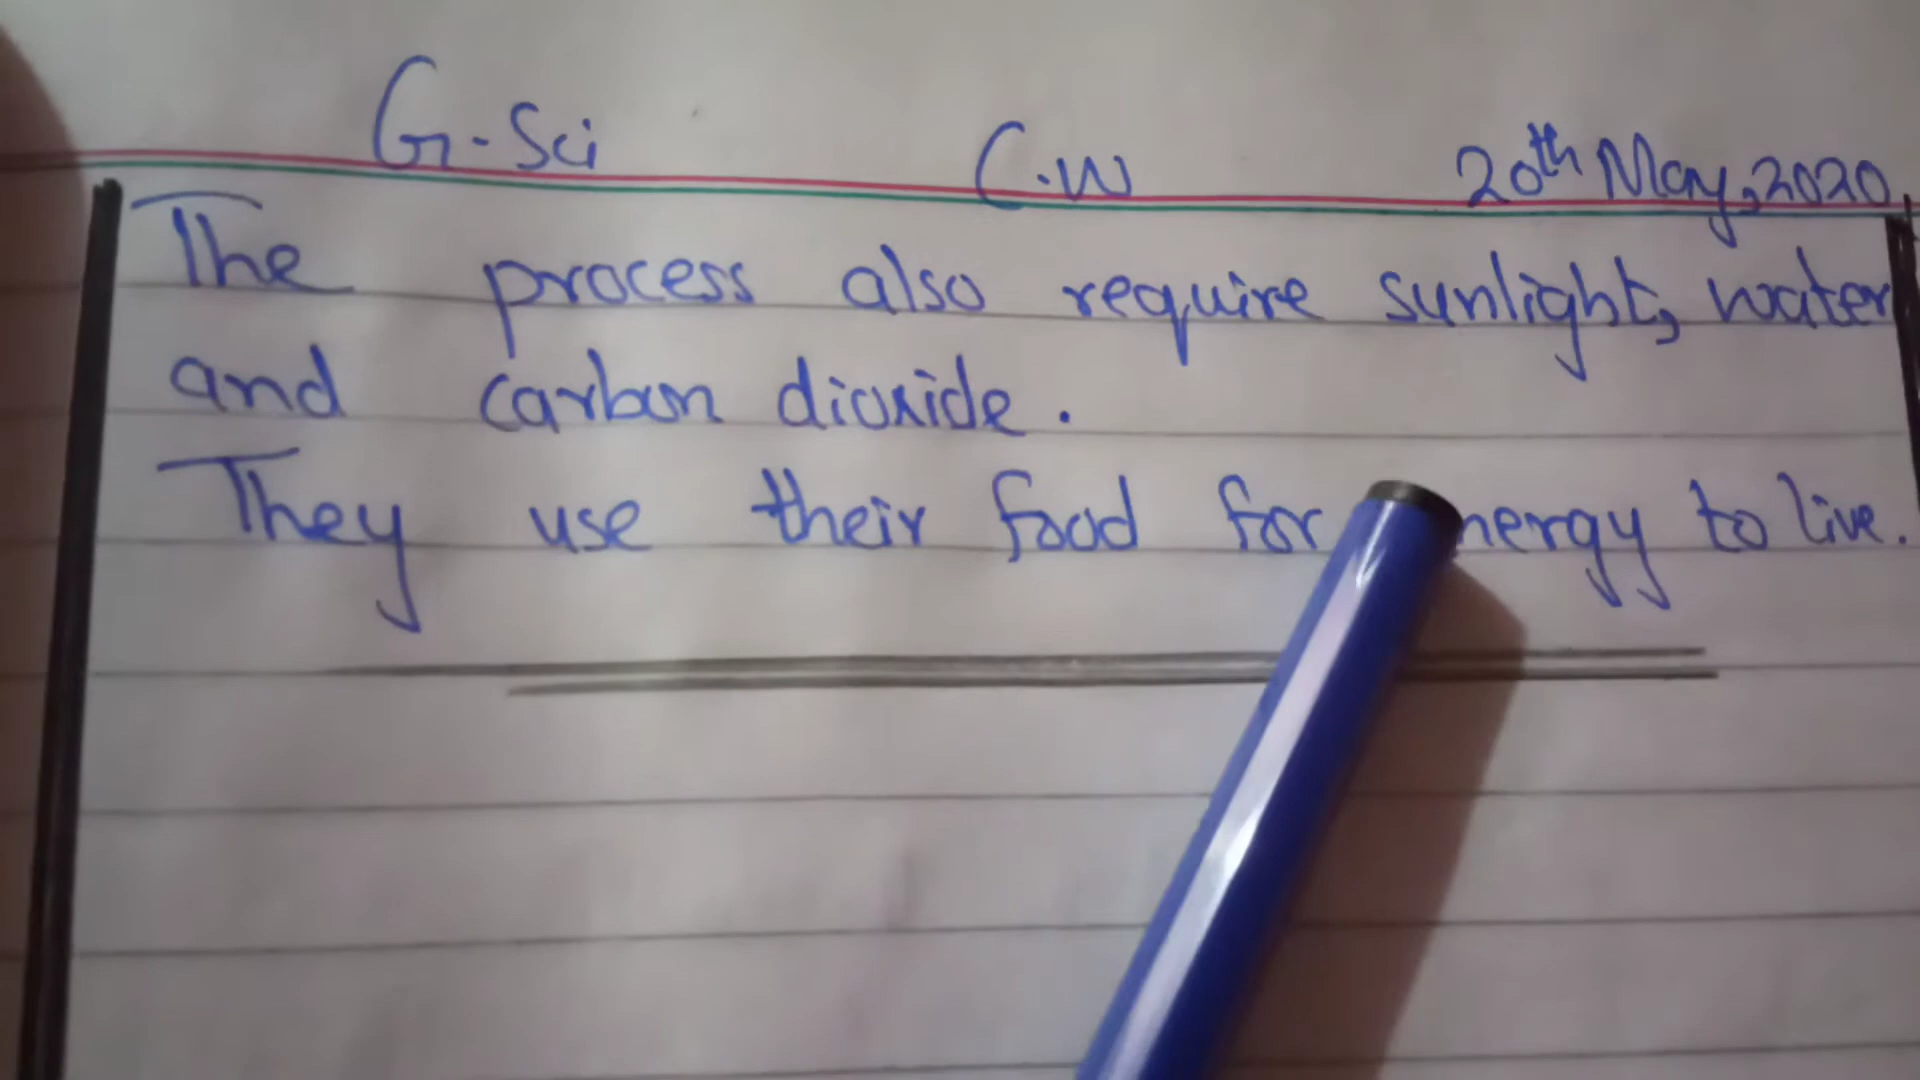 G-Sci C.W 20th May, 2020
The process also require sunlight, water
and carbon dioxide.
They use their food for nergy to live.